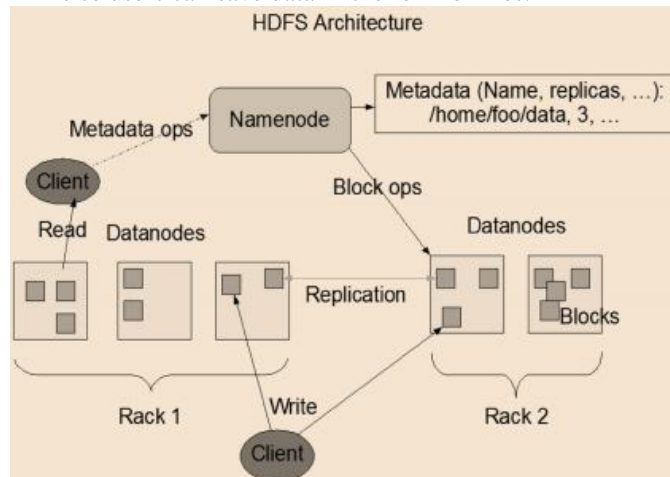 HDFS Architecture
Metadata (Name, replicas, ...):
/home/foo/data, 3, ...
Namenode
Metadata ops
Client
Block ops
Read
Datanodes
Datanodes
Replication
Blocks
Rack 1
Write
Rack 2
Client